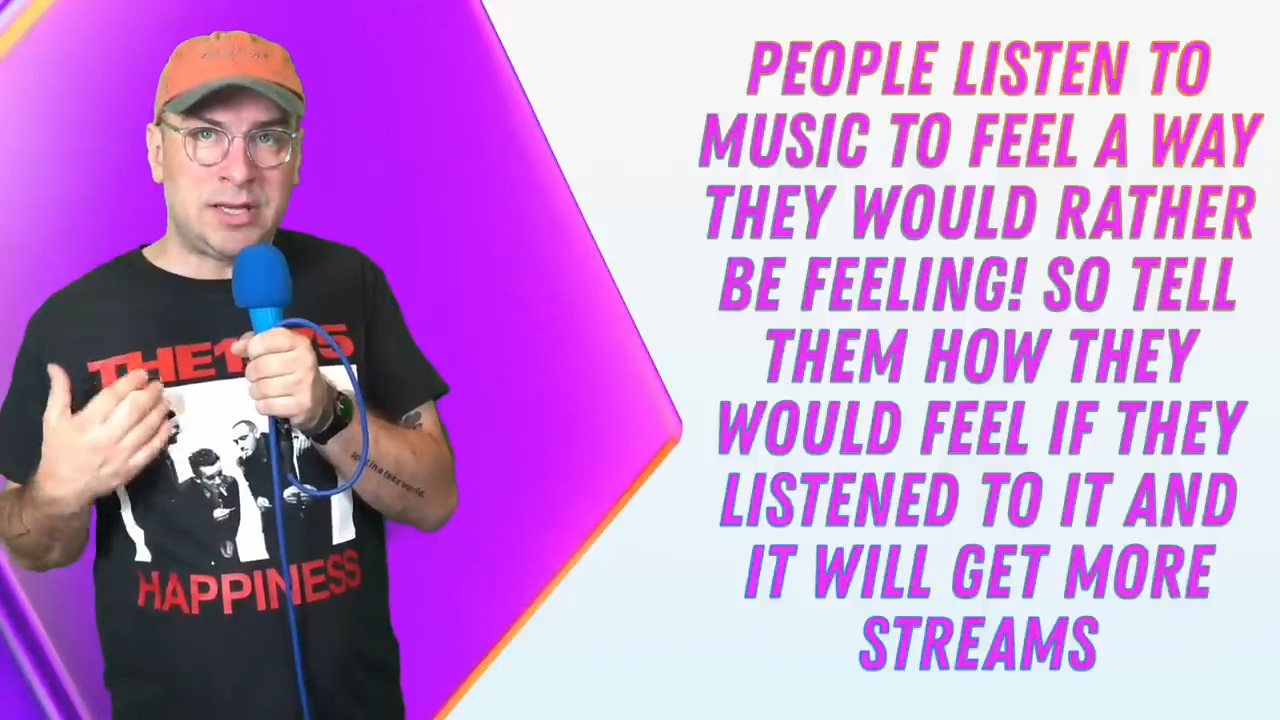 PEOPLE LISTEN TO
MUSIC TO FEEL A WAY
THEY WOULD RATHER
BE FEELING! SO TELL
THEM HOW THEY
WOULD FEEL IF THEY
LISTENED TO IT AND
IT WILL GET MORE
STREAMS
HAPPINESS